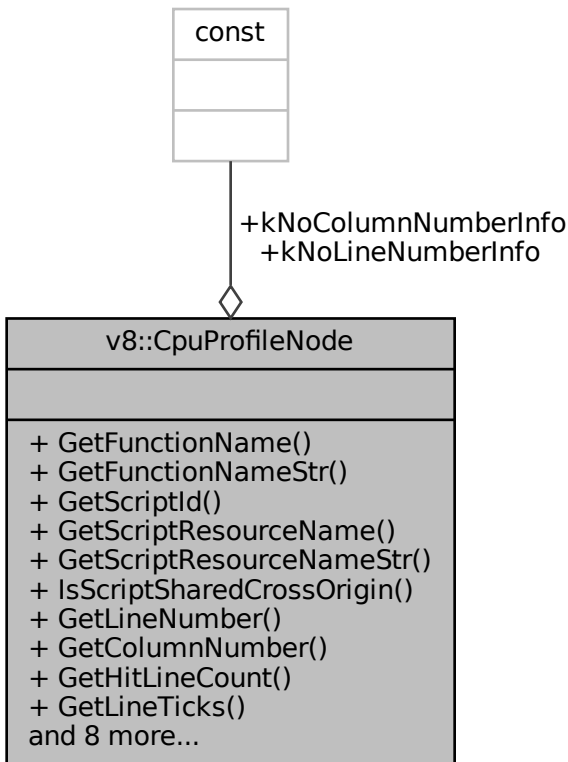 const
+kNoColumnNumberInfo
+kNoLineNumberInfo
v8::CpuProfileNode
+ GetFunctionName()
+ GetFunctionNameStr()
+ GetScriptId()
+ GetScriptResourceName()
+ GetScriptResourceNameStr()
+ IsScriptSharedCrossOrigin()
+ GetLineNumber()
+ GetColumnNumber()
+ GetHitLineCount()
+ GetLineTicks()
and 8 more...